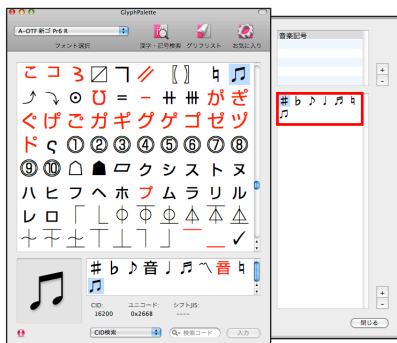 GlyphPalette
A-OTF 新ゴ Pr6 R
フォント選択
漢字・記号検索 グリフリスト お気に入り
こ コ 3 〼 ㇕ 〃 〖 〗 ♮ ♫
⤴ ⤵ ⊙ ʊ = − ⧺ ⧻ が ぎ
ぐ げ ご ガ ギ グ ゲ ゴ ゼ ヅ
ド ς ① ② ③ ④ ⑤ ⑥ ⑦ ⑧
⑨ ⑩ ☖ ☗ ▱ ク シ ス ト ヌ
ハ ヒ フ ヘ ホ プ ム ラ リ ル
レ ロ
✓
# ♭ ♪ 音 ♩ ♬ 〽 音 ♮
♫
CID: ユニコード: シフトJIS:
16200 0x266B ----
CID検索 検索コード 入力
音楽記号
+
-
# ♭ ♪ ♩ ♬ ♮
♫
+
-
閉じる